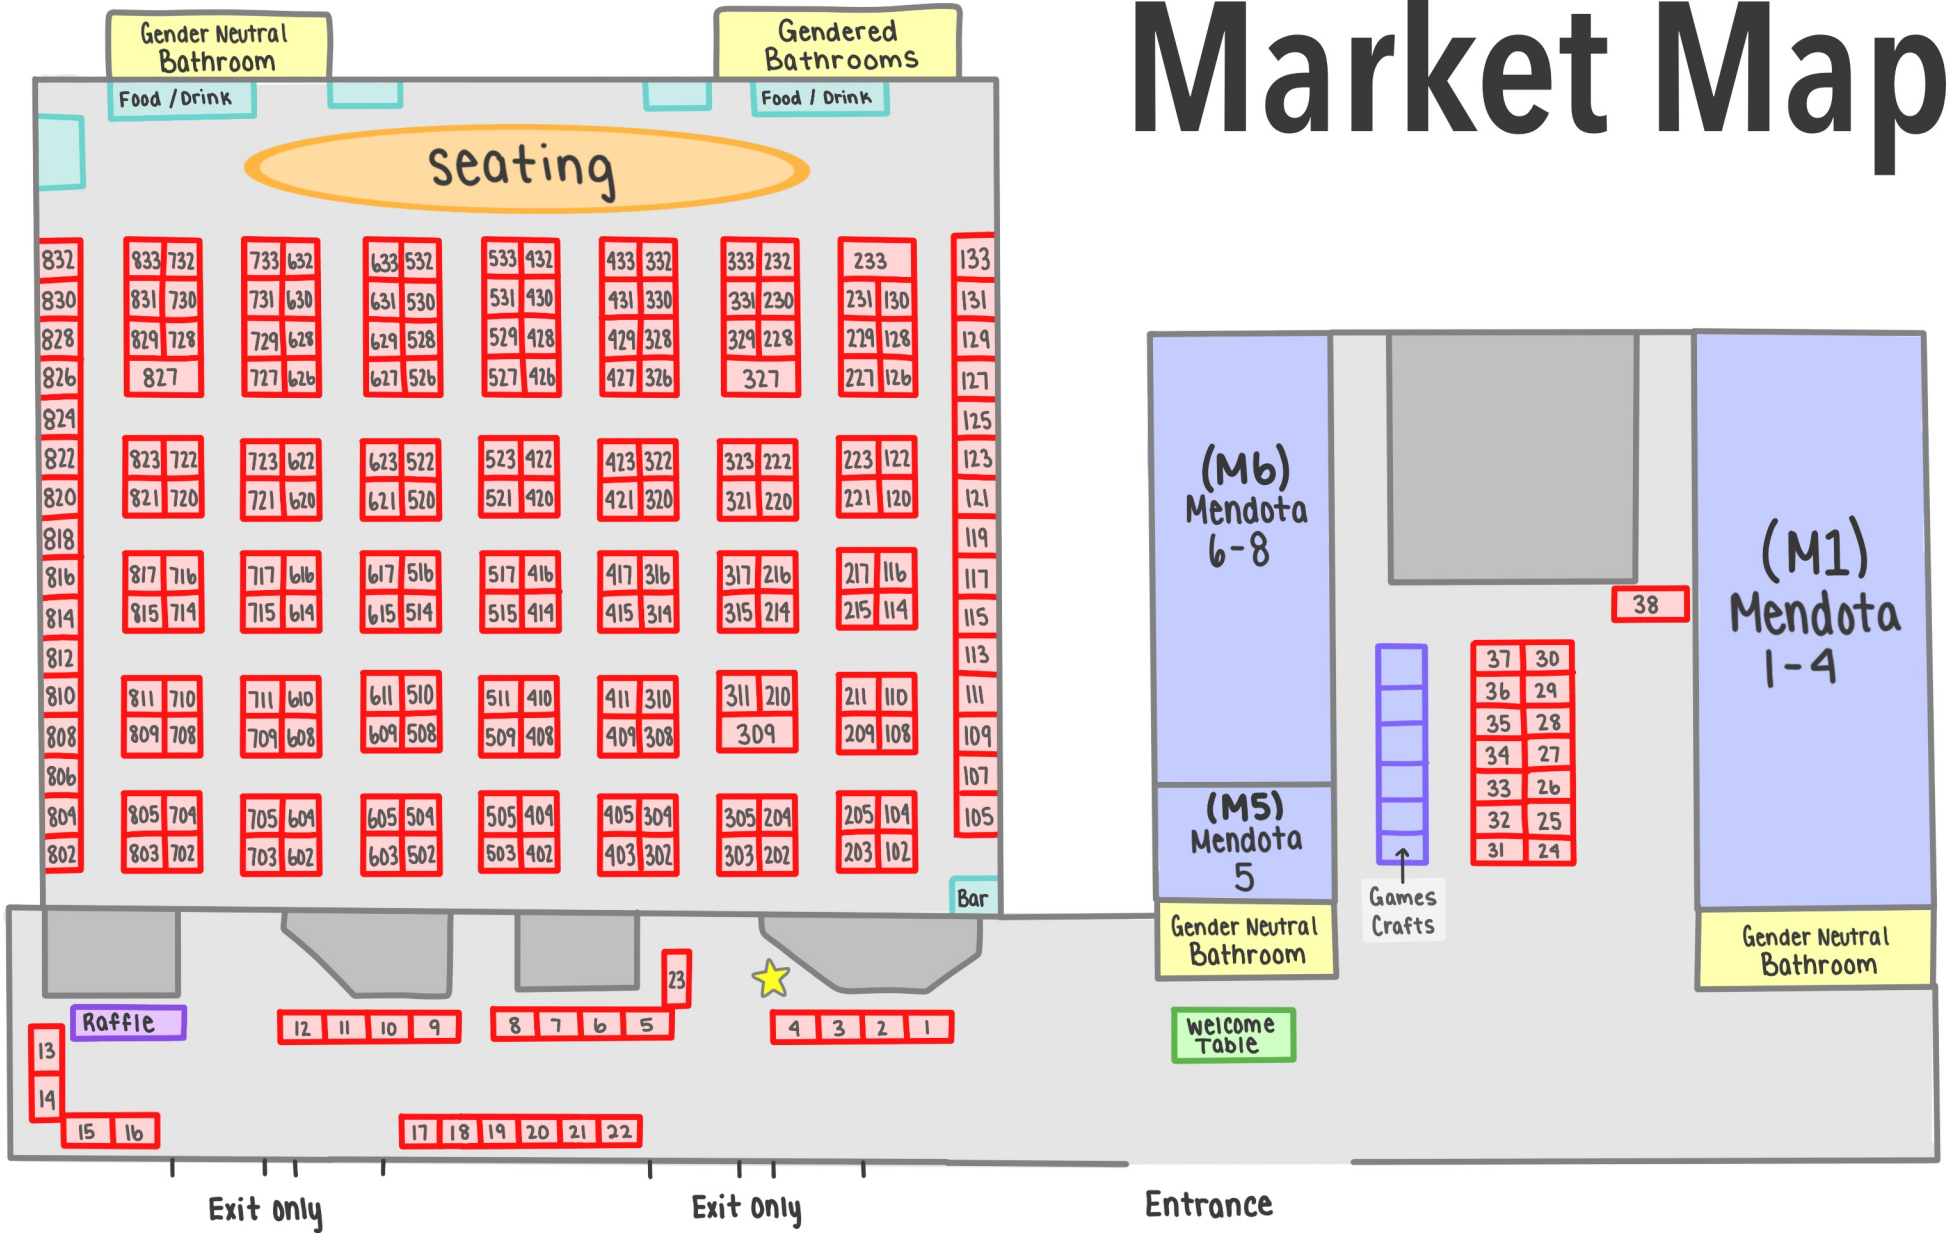 Market Map
Gender Neutral
Bathroom
Gendered
Bathrooms
Food / Drink
Food / Drink
seating
832 833 732 733 632 633 532 533 432 433 332 333 232 233 133
830 831 730 731 630 631 530 531 430 431 330 331 230 231 130 131
828 829 728 729 628 629 528 529 428 429 328 329 228 229 128 129
826 827 727 626 627 526 527 426 427 326 327 227 126 127
824 125
822 823 722 723 622 623 522 523 422 423 322 323 222 223 122 123
820 821 720 721 620 621 520 521 420 421 320 321 220 221 120 121
818 119
816 817 716 717 616 617 516 517 416 417 316 317 216 217 116 117
814 815 714 715 614 615 514 515 414 415 314 315 214 215 114 115
812 113
810 811 710 711 610 611 510 511 410 411 310 311 210 211 110 111
808 809 708 709 608 609 508 509 408 409 308 309 209 108 109
806 107
804 805 704 705 604 605 504 505 404 405 304 305 204 205 104 105
802 803 702 703 602 603 502 503 402 403 302 303 202 203 102
Bar
(M6)
Mendota
6-8
(M5)
Mendota
5
Gender Neutral
Bathroom
(M1)
Mendota
1-4
Gender Neutral
Bathroom
38
37 30
36 29
35 28
34 27
33 26
32 25
31 24
Games
Crafts
Raffle
23
12 11 10 9
8 7 6 5
4 3 2 1
13
14
15 16
17 18 19 20 21 22
Welcome
Table
Exit only
Exit only
Entrance